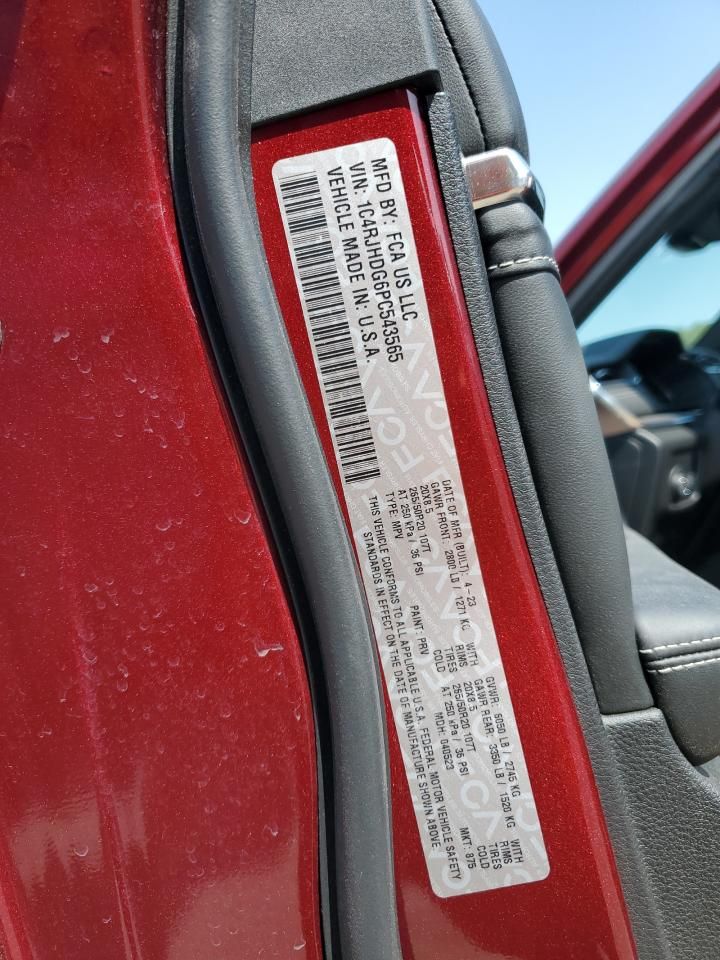 MFD BY: FCA US LLC
VIN: 1C4RJHDG6PC543565
VEHICLE MADE IN: U.S.A.
DATE OF MFR (BUILT): 4-23 GVWR: 6050 LB / 2745 KG
GAWR FRONT: 2800 LB / 1271 KG WITH GAWR REAR: 3350 LB / 1520 KG WITH
20X8.5 RIMS 20X8.5 RIMS
265/50R20 107T TIRES 265/50R20 107T TIRES
AT 250 kPa / 36 PSI COLD AT 250 kPa / 36 PSI COLD
TYPE: MPV PAINT: PRV MDH: 040523 MKT: 875
THIS VEHICLE CONFORMS TO ALL APPLICABLE U.S.A. FEDERAL MOTOR VEHICLE SAFETY
STANDARDS IN EFFECT ON THE DATE OF MANUFACTURE SHOWN ABOVE.